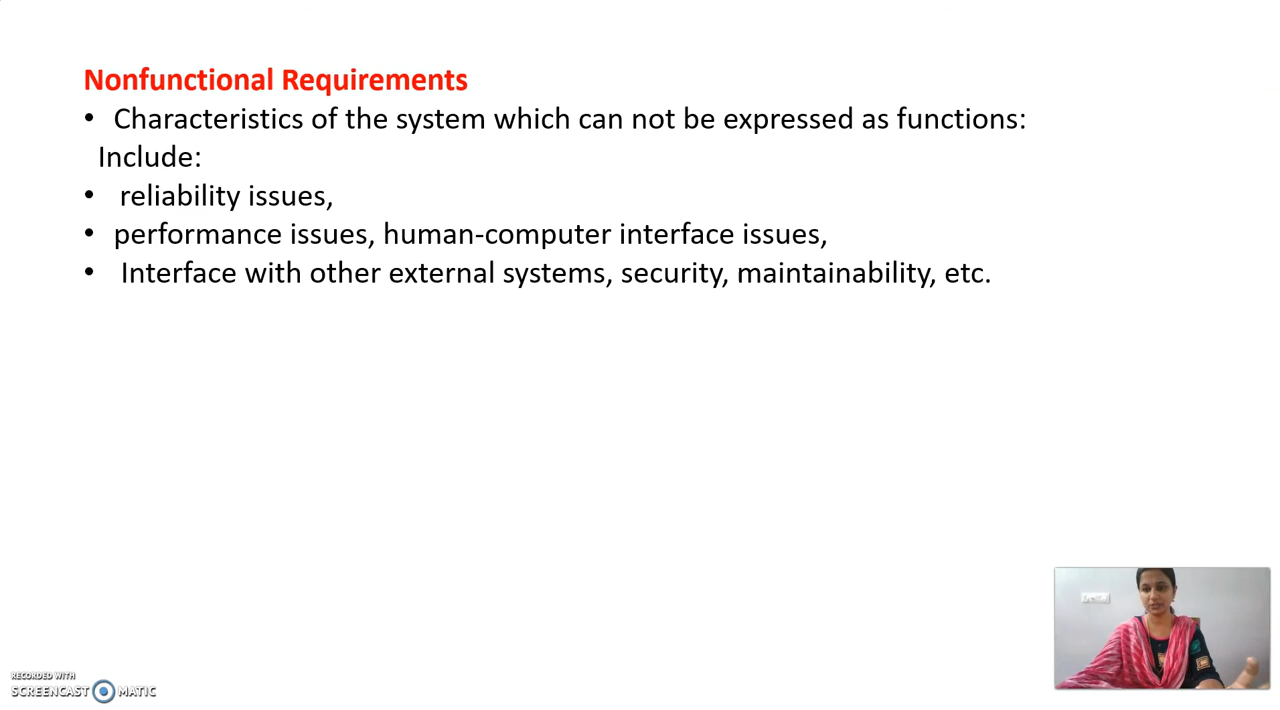 Nonfunctional Requirements
• Characteristics of the system which can not be expressed as functions:
Include:
• reliability issues,
• performance issues, human-computer interface issues,
• Interface with other external systems, security, maintainability, etc.
RECORDED WITH
SCREENCAST MATIC